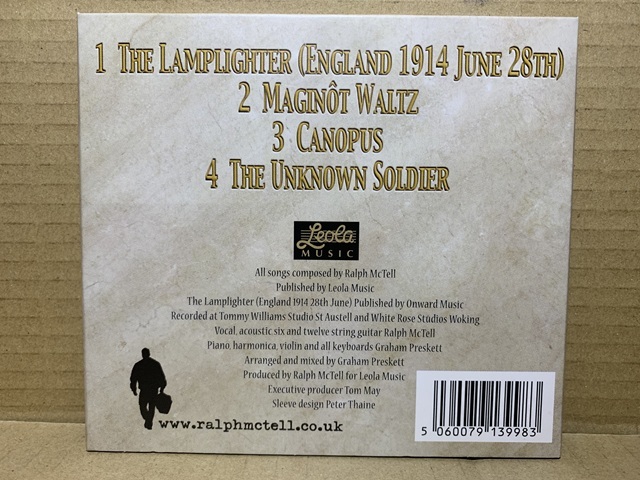 1 The Lamplighter (England 1914 June 28th)
2 Maginôt Waltz
3 Canopus
4 The Unknown Soldier
Leola
MUSIC
All songs composed by Ralph McTell
Published by Leola Music
The Lamplighter (England 1914 28th June) Published by Onward Music
Recorded at Tommy Williams Studio St Austell and White Rose Studios Woking
Vocal, acoustic six and twelve string guitar Ralph McTell
Piano, harmonica, violin and all keyboards Graham Preskett
Arranged and mixed by Graham Preskett
Produced by Ralph McTell for Leola Music
Executive producer Tom May
Sleeve design Peter Thaine
www.ralphmctell.co.uk
5 060079 139983